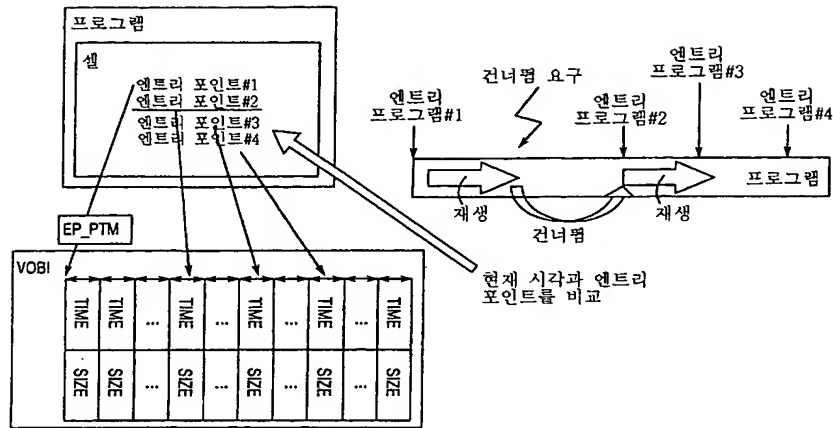 프로그램
셀
엔트리 포인트#1
엔트리 포인트#2
엔트리 포인트#3
엔트리 포인트#4
EP_PTM
VOBI
TIME TIME ... TIME ... TIME ... TIME ... TIME
SIZE SIZE ... SIZE ... SIZE ... SIZE ... SIZE
건너뜀 요구
엔트리
프로그램#1
엔트리
프로그램#2
엔트리
프로그램#3
엔트리
프로그램#4
프로그램
재생
재생
건너뜀
현재 시각과 엔트리
포인트를 비교